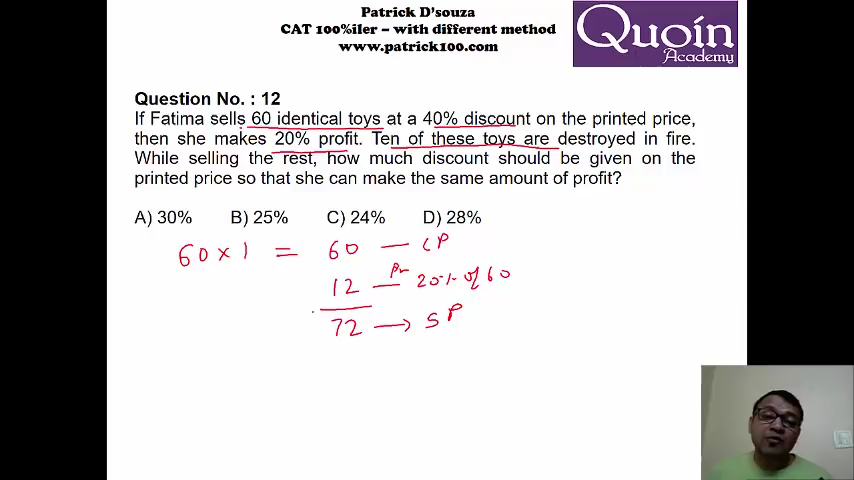 Patrick D'souza
CAT 100%iler – with different method
www.patrick100.com
Quoin
Academy
Question No. : 12
If Fatima sells 60 identical toys at a 40% discount on the printed price,
then she makes 20% profit. Ten of these toys are destroyed in fire.
While selling the rest, how much discount should be given on the
printed price so that she can make the same amount of profit?
A) 30% B) 25% C) 24% D) 28%
60 × 1 = 60 — CP
12 — Pr 20% of 60
72 → SP